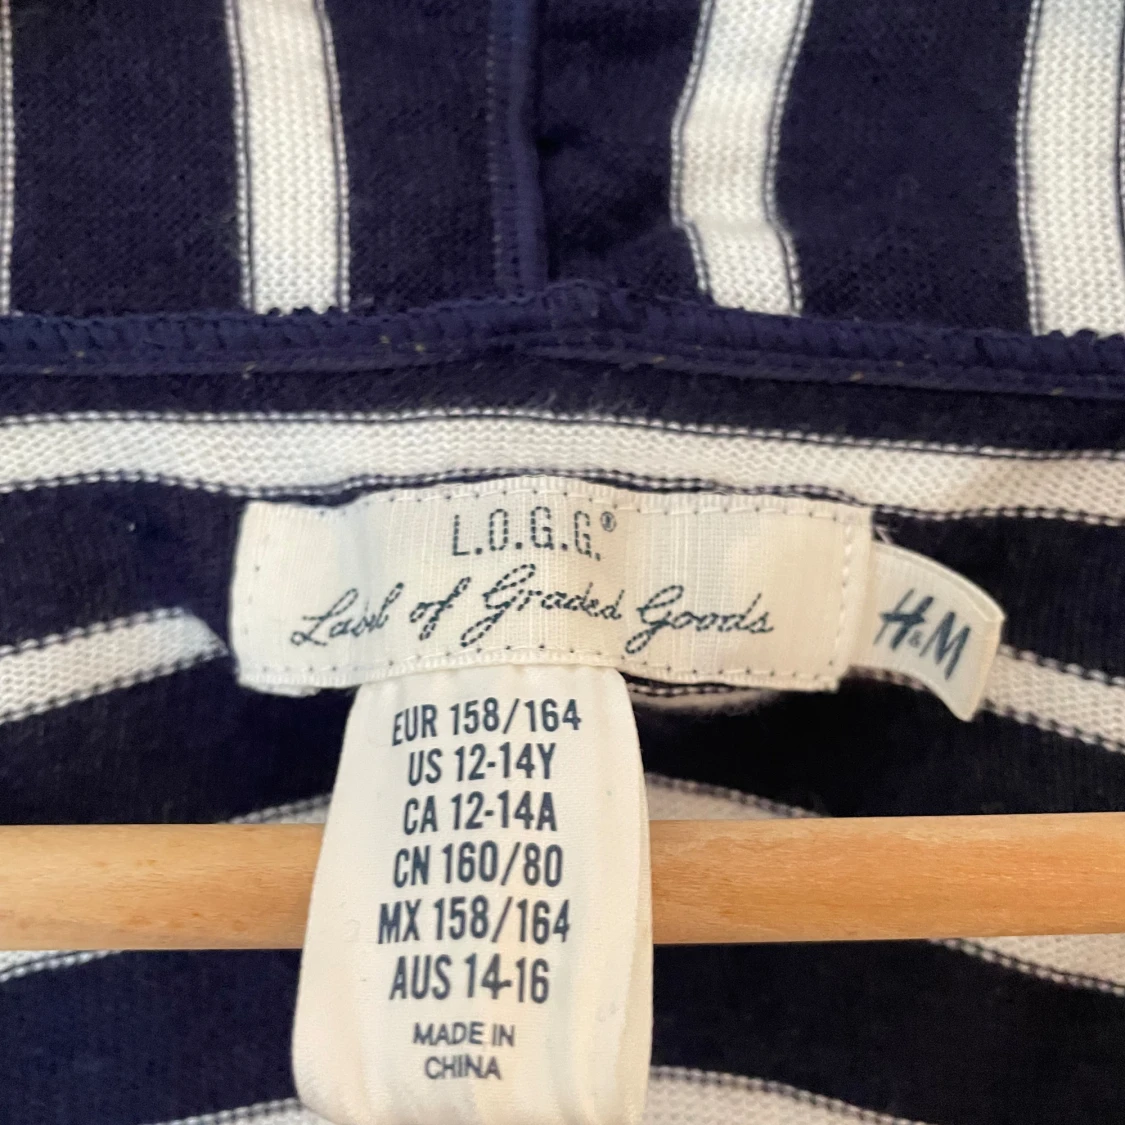 L.O.G.G.®
Label of Graded Goods
H&M
EUR 158/164
US 12-14Y
CA 12-14A
CN 160/80
MX 158/164
AUS 14-16
MADE IN
CHINA